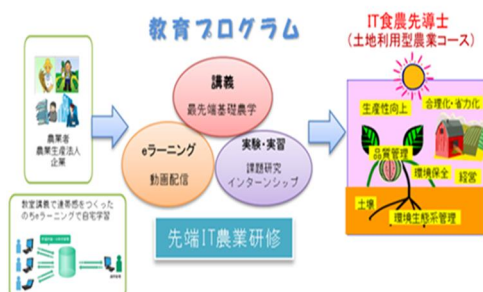 教育プログラム
農業者
農業生産法人
企業
教室講義で連帯感をつくった
のちeラーニングで自宅学習
講義
最先端基礎農学
eラーニング
動画配信
実験・実習
課題研究
インターンシップ
先端IT農業研修
IT食農先導士
(土地利用型農業コース)
生産性向上
合理化・省力化
品質管理
環境保全
経営
土壌
環境生態系管理